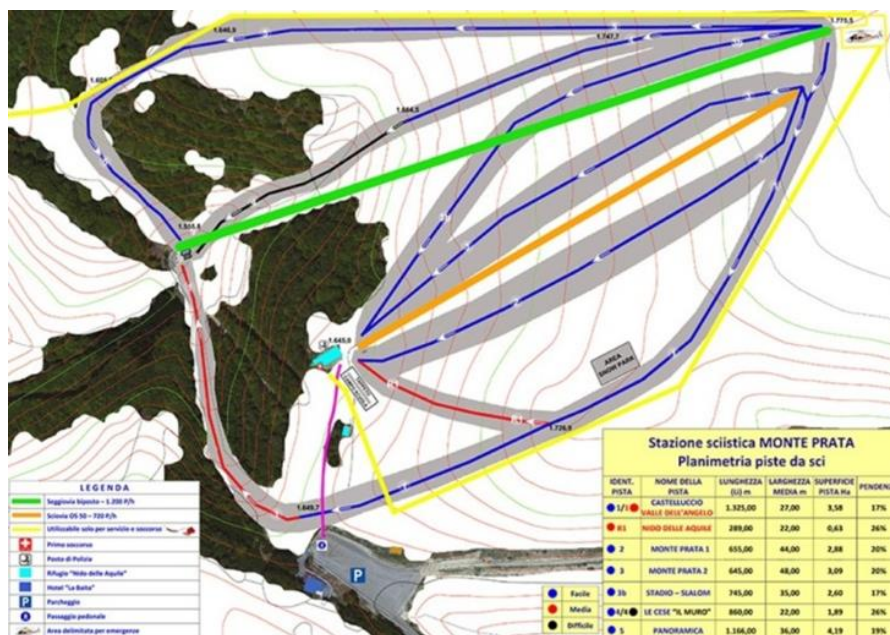 1.646,9
1.747,7
1.775,5
1.684,5
1.645,0
AREA
SNOW PARK
R1
R1
1.726,9
1.649,7
P
LEGENDA
Seggiovia biposto – 1.200 P/h
Sciovia OS 50 – 720 P/h
Utilizzabile solo per servizio e soccorso
Primo soccorso
Posto di Polizia
Rifugio "Nido delle Aquile"
Hotel "La Baita"
Parcheggio
Passaggio pedonale
Area delimitata per emergenze
Facile
Media
Difficile
Stazione sciistica MONTE PRATA
Planimetria piste da sci
IDENT. PISTA NOME DELLA PISTA LUNGHEZZA (Li) m LARGHEZZA MEDIA m SUPERFICIE PISTA Ha PENDENZ
1/1 CASTELLUCCIO VALLE DELL'ANGELO 1.325,00 27,00 3,58 17%
R1 NIDO DELLE AQUILE 289,00 22,00 0,63 26%
2 MONTE PRATA 1 655,00 44,00 2,88 20%
3 MONTE PRATA 2 645,00 48,00 3,09 20%
3b STADIO – SLALOM 745,00 35,00 2,60 17%
4/4 LE CESE "IL MURO" 860,00 22,00 1,89 26%
5 PANORAMICA 1.166,00 36,00 4,19 19%